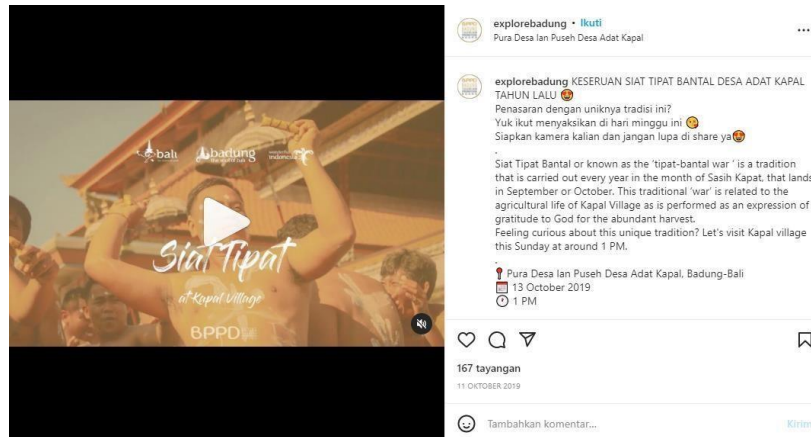 explorebadung • Ikuti
Pura Desa lan Puseh Desa Adat Kapal
explorebadung KESERUAN SIAT TIPAT BANTAL DESA ADAT KAPAL
TAHUN LALU 🤩
Penasaran dengan uniknya tradisi ini?
Yuk ikut menyaksikan di hari minggu ini 😘
Siapkan kamera kalian dan jangan lupa di share ya🤩
.
Siat Tipat Bantal or known as the 'tipat-bantal war ' is a tradition
that is carried out every year in the month of Sasih Kapat, that lands
in September or October. This traditional 'war' is related to the
agricultural life of Kapal Village as is performed as an expression of
gratitude to God for the abundant harvest.
Feeling curious about this unique tradition? Let's visit Kapal village
this Sunday at around 1 PM.
.
📍 Pura Desa lan Puseh Desa Adat Kapal, Badung-Bali
📅 13 October 2019
🕐 1 PM
167 tayangan
11 OKTOBER 2019
Tambahkan komentar...
Kirim
bali
badung
indonesia
Siat Tipat
at Kapal Village
BPPD